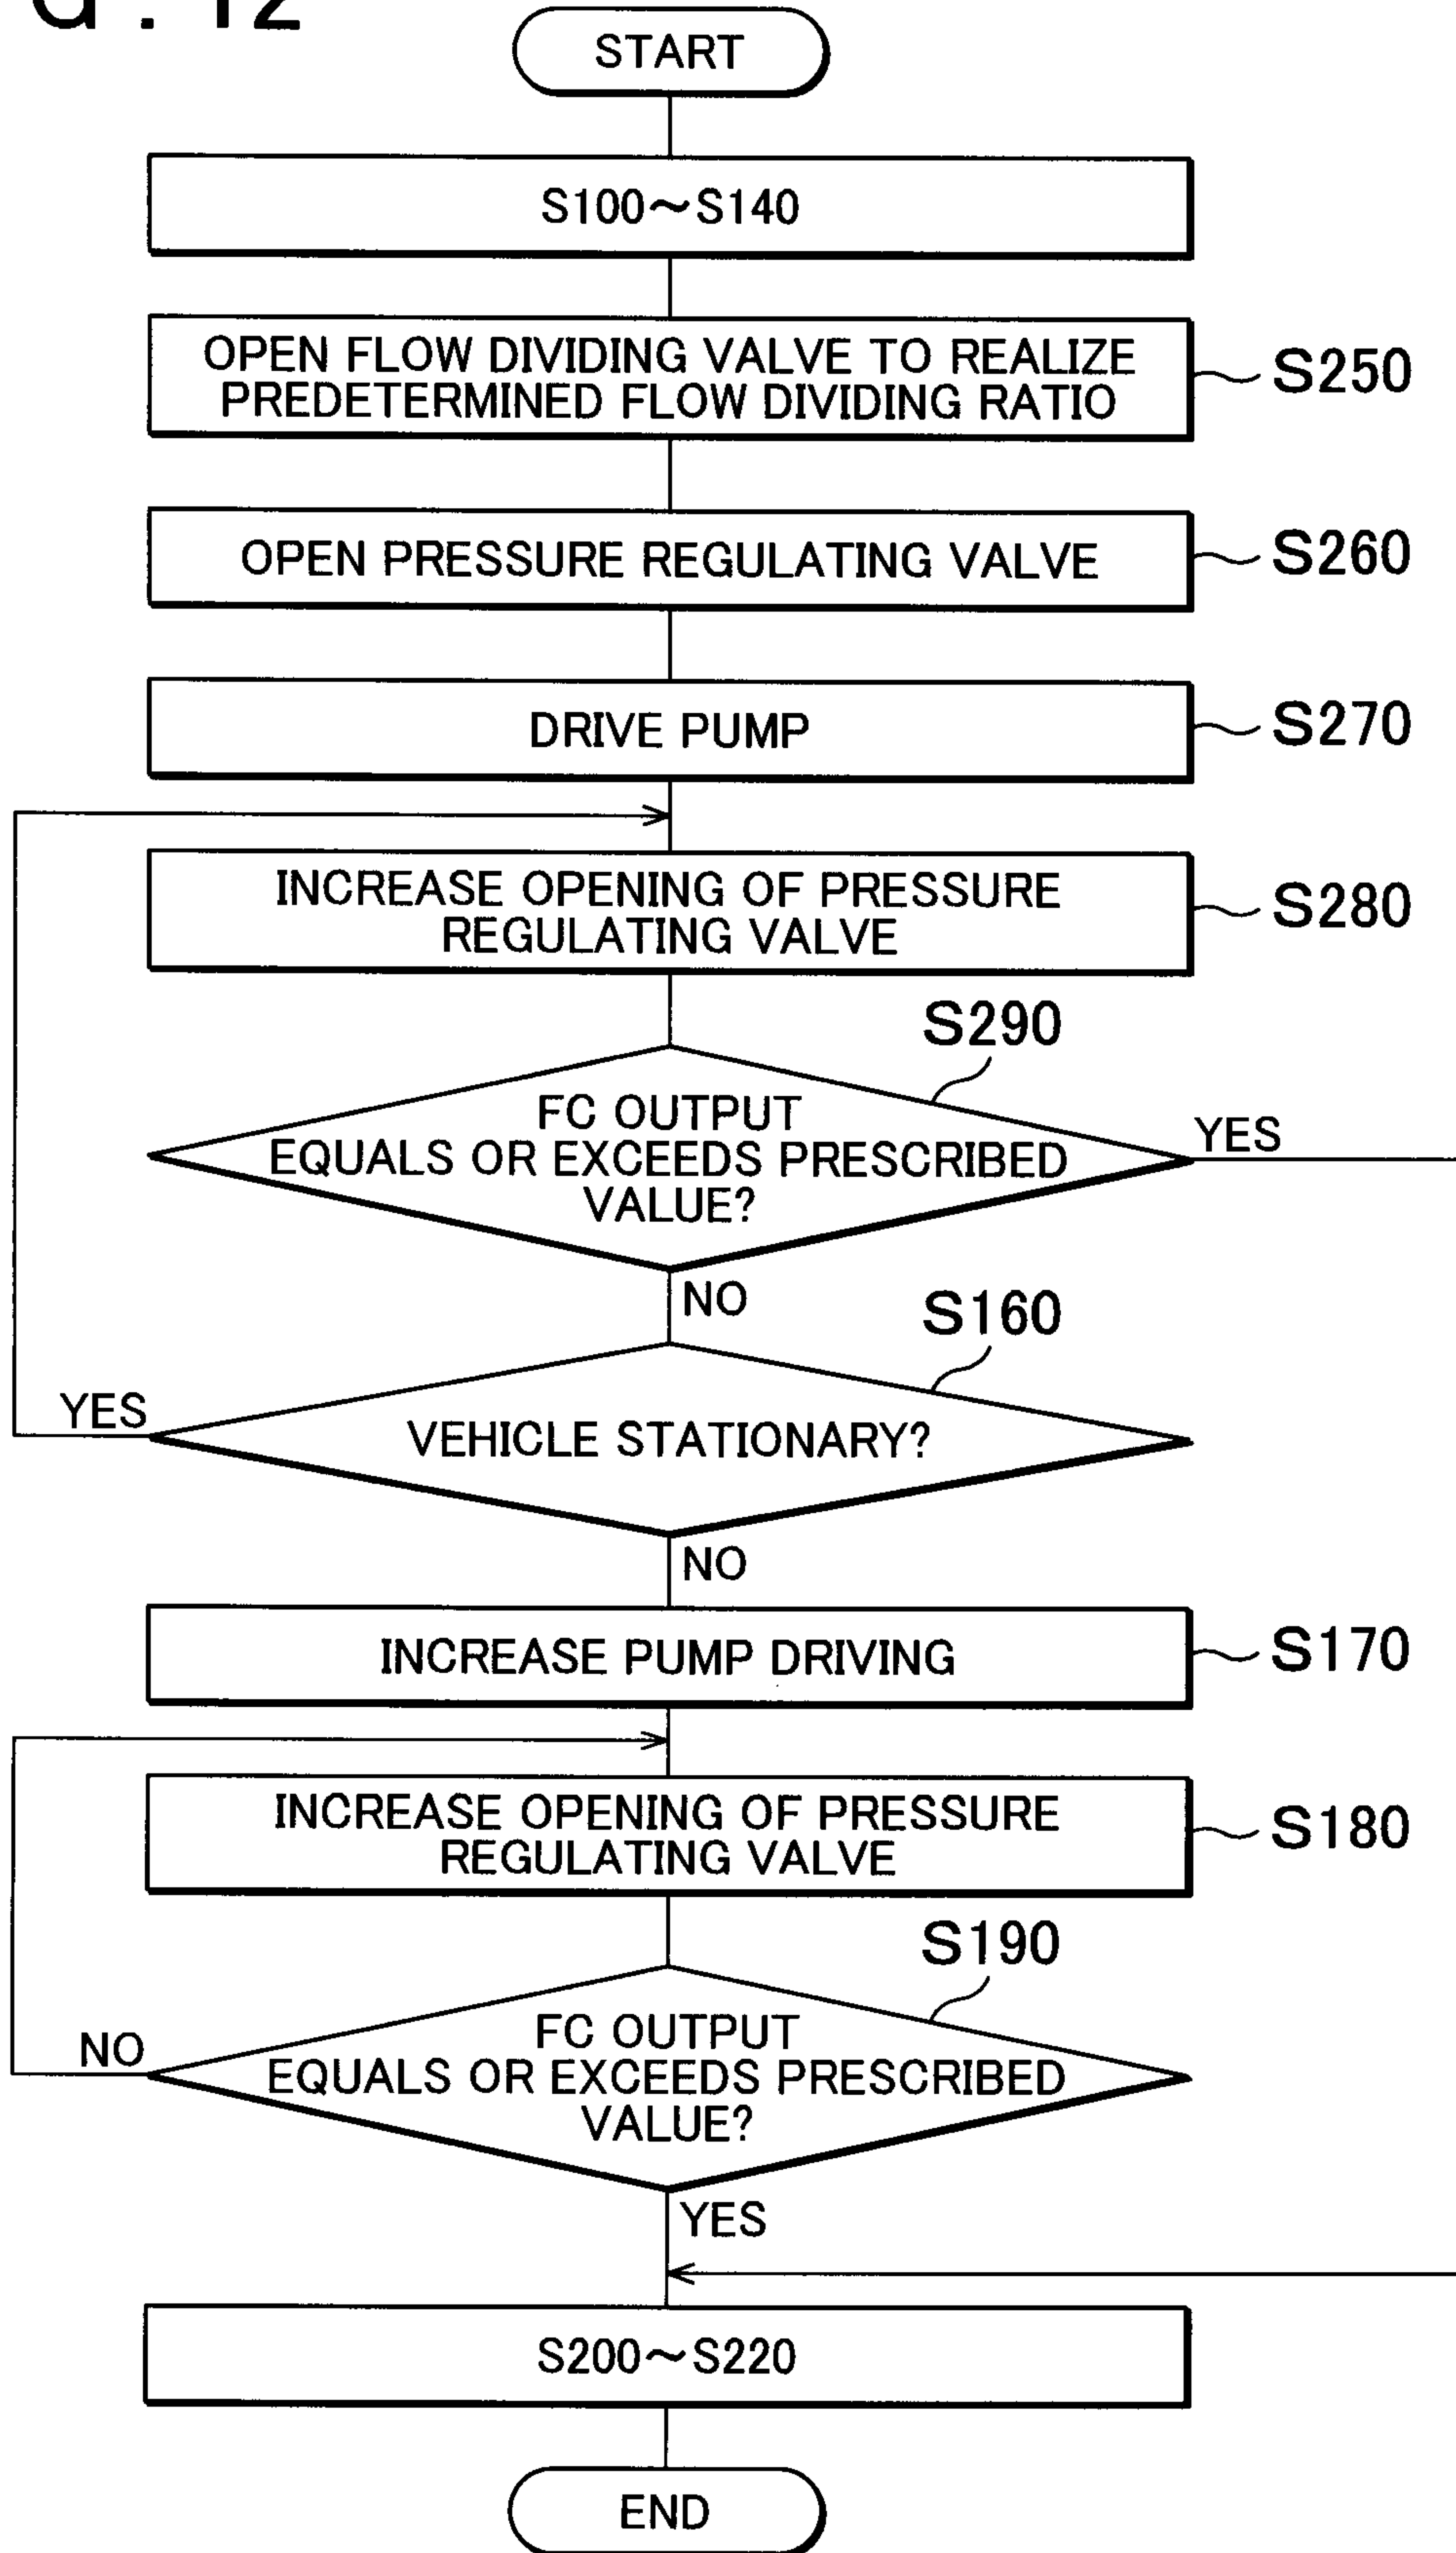 START
S100~S140
OPEN FLOW DIVIDING VALVE TO REALIZE
PREDETERMINED FLOW DIVIDING RATIO
S250
OPEN PRESSURE REGULATING VALVE
S260
DRIVE PUMP
S270
INCREASE OPENING OF PRESSURE
REGULATING VALVE
S280
S290
FC OUTPUT
EQUALS OR EXCEEDS PRESCRIBED
VALUE?
YES
NO
S160
YES
VEHICLE STATIONARY?
NO
INCREASE PUMP DRIVING
S170
INCREASE OPENING OF PRESSURE
REGULATING VALVE
S180
S190
FC OUTPUT
EQUALS OR EXCEEDS PRESCRIBED
VALUE?
NO
YES
S200~S220
END